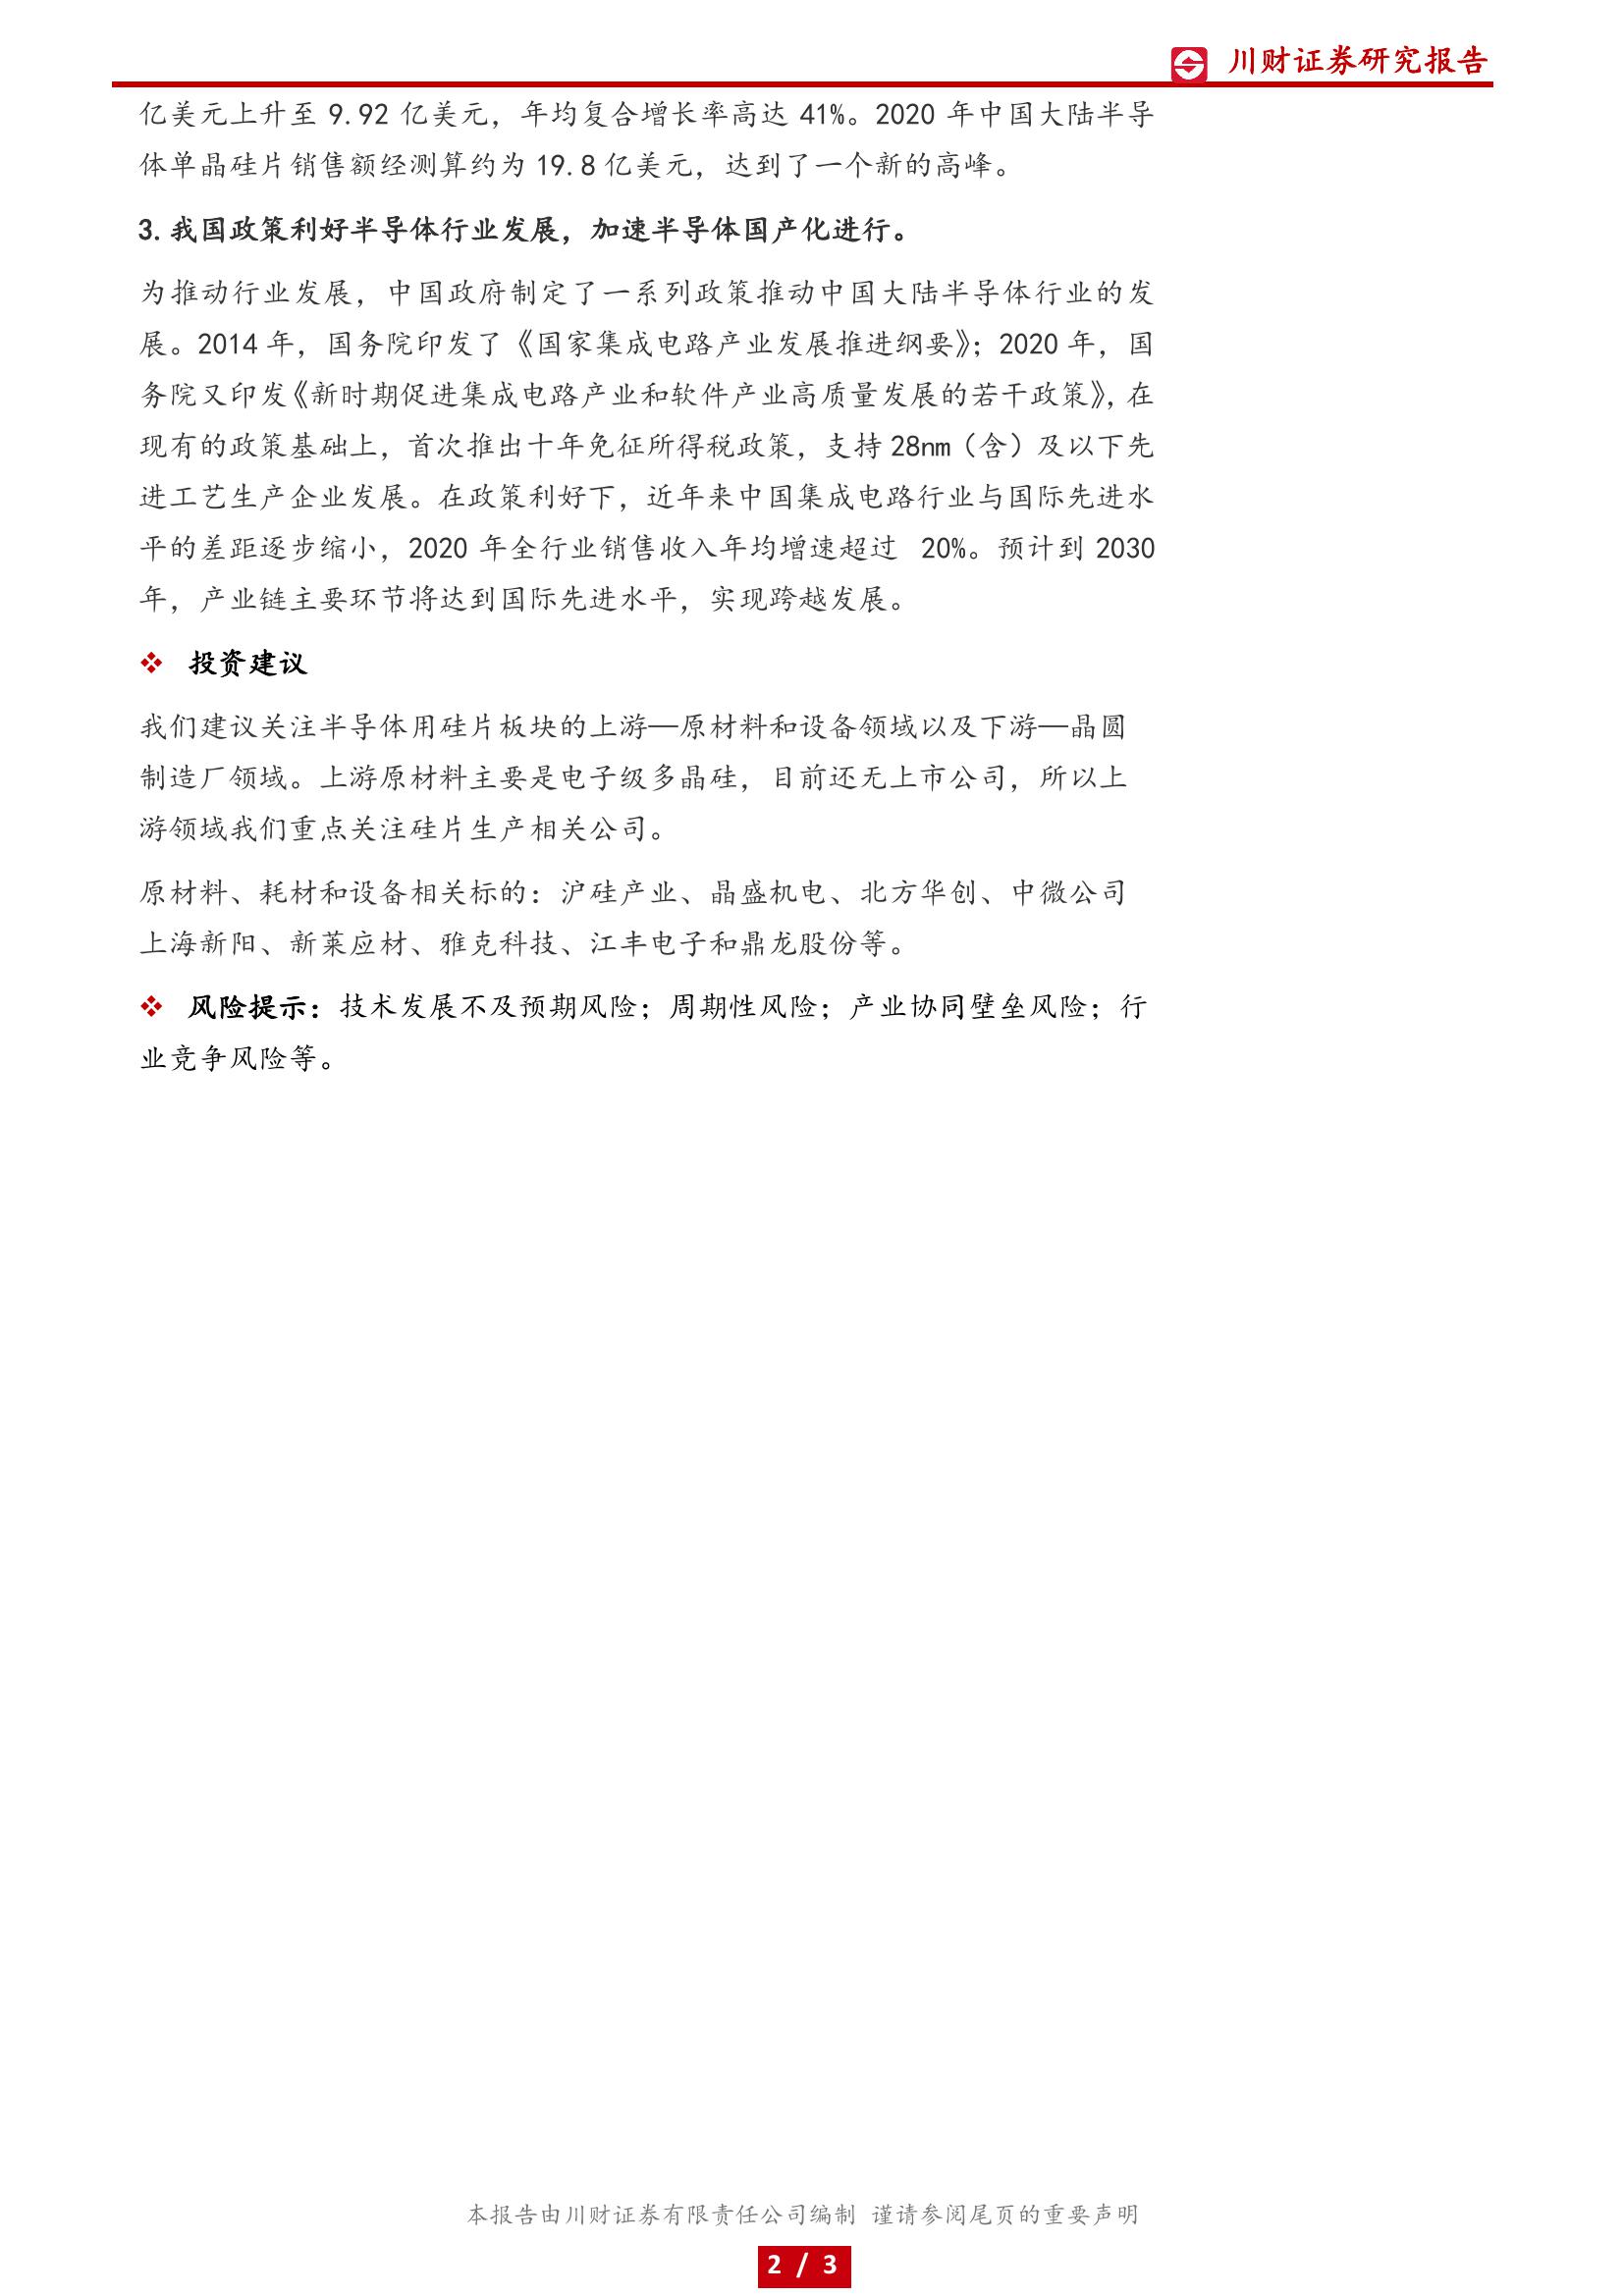 川财证券研究报告
亿美元上升至 9.92 亿美元，年均复合增长率高达 41%。2020 年中国大陆半导
体单晶硅片销售额经测算约为 19.8 亿美元，达到了一个新的高峰。
3.我国政策利好半导体行业发展，加速半导体国产化进行。
为推动行业发展，中国政府制定了一系列政策推动中国大陆半导体行业的发
展。2014 年，国务院印发了《国家集成电路产业发展推进纲要》；2020 年，国
务院又印发《新时期促进集成电路产业和软件产业高质量发展的若干政策》，在
现有的政策基础上，首次推出十年免征所得税政策，支持 28nm（含）及以下先
进工艺生产企业发展。在政策利好下，近年来中国集成电路行业与国际先进水
平的差距逐步缩小，2020 年全行业销售收入年均增速超过 20%。预计到 2030
年，产业链主要环节将达到国际先进水平，实现跨越发展。
❖ 投资建议
我们建议关注半导体用硅片板块的上游—原材料和设备领域以及下游—晶圆
制造厂领域。上游原材料主要是电子级多晶硅，目前还无上市公司，所以上
游领域我们重点关注硅片生产相关公司。
原材料、耗材和设备相关标的：沪硅产业、晶盛机电、北方华创、中微公司
上海新阳、新莱应材、雅克科技、江丰电子和鼎龙股份等。
❖ 风险提示：技术发展不及预期风险；周期性风险；产业协同壁垒风险；行
业竞争风险等。
本报告由川财证券有限责任公司编制 谨请参阅尾页的重要声明
2 / 3